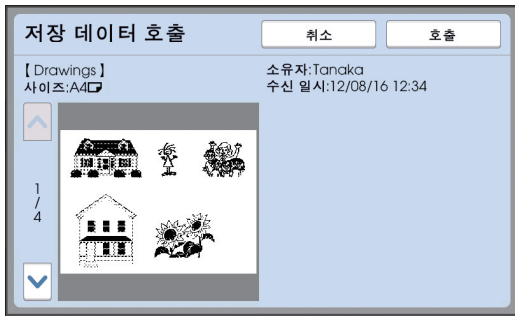 저장 데이터 호출
취소
호출
【Drawings】
사이즈:A4
소유자:Tanaka
수신 일시:12/08/16 12:34
1
/
4